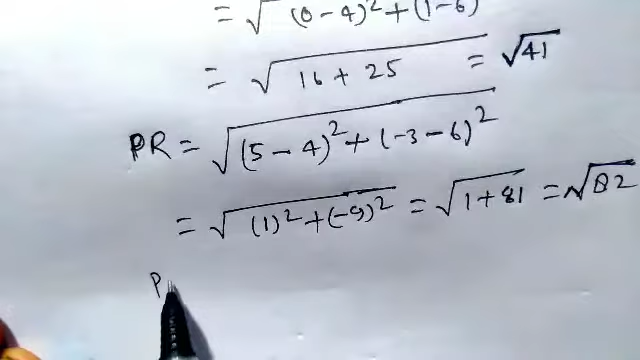 = √(0-4)²+(1-6)
= √16+25 = √41
PR = √(5-4)²+(-3-6)²
= √(1)²+(-9)² = √1+81 = √82
P